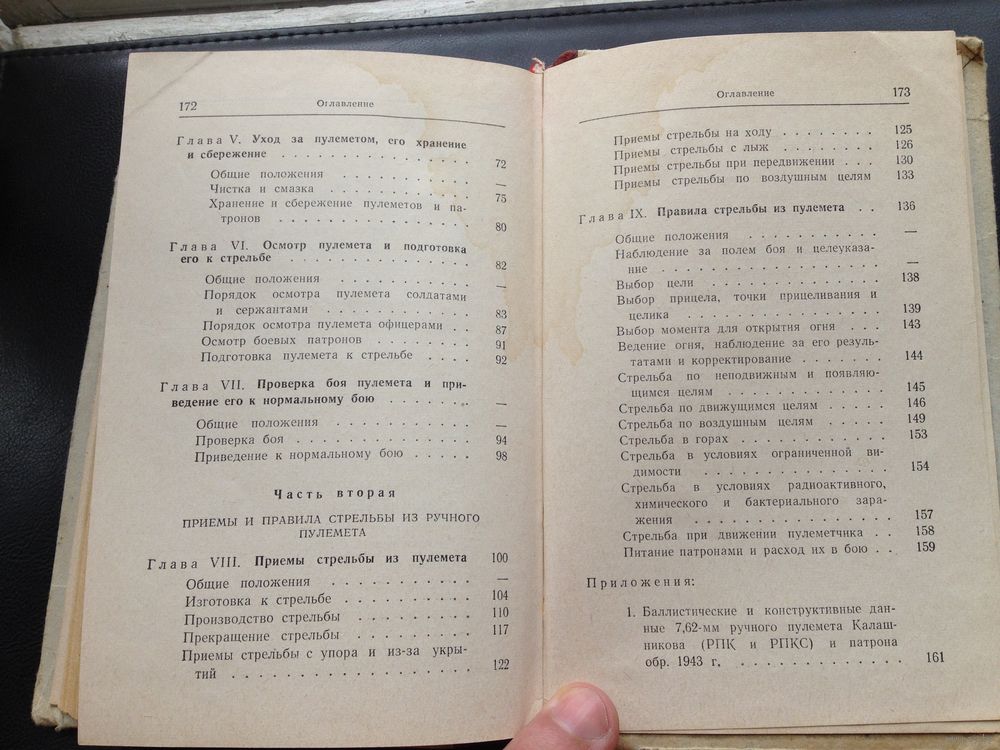 172 Оглавление
Глава V. Уход за пулеметом, его хранение
и сбережение . . . . . . . . . . . . 72
Общие положения . . . . . . . . . . —
Чистка и смазка . . . . . . . . . . 75
Хранение и сбережение пулеметов и па-
тронов . . . . . . . . . . . . . 80
Глава VI. Осмотр пулемета и подготовка
его к стрельбе . . . . . . . . . . . . 82
Общие положения . . . . . . . . . . —
Порядок осмотра пулемета солдатами
и сержантами . . . . . . . . . . 83
Порядок осмотра пулемета офицерами . . 87
Осмотр боевых патронов . . . . . . . 91
Подготовка пулемета к стрельбе . . . . 92
Глава VII. Проверка боя пулемета и при-
ведение его к нормальному бою . . . . . . —
Общие положения . . . . . . . . . . —
Проверка боя . . . . . . . . . . . . 94
Приведение к нормальному бою . . . . . 98
Часть вторая
ПРИЕМЫ И ПРАВИЛА СТРЕЛЬБЫ ИЗ РУЧНОГО
ПУЛЕМЕТА
Глава VIII. Приемы стрельбы из пулемета 100
Общие положения . . . . . . . . . . —
Изготовка к стрельбе . . . . . . . . . 104
Производство стрельбы . . . . . . . . 110
Прекращение стрельбы . . . . . . . . 117
Приемы стрельбы с упора и из-за укры-
тий . . . . . . . . . . . . . . . 122
Оглавление 173
Приемы стрельбы на ходу . . . . . . . 125
Приемы стрельбы с лыж . . . . . . . . 126
Приемы стрельбы при передвижении . . . 130
Приемы стрельбы по воздушным целям 133
Глава IX. Правила стрельбы из пулемета . . 136
Общие положения . . . . . . . . . . —
Наблюдение за полем боя и целеуказа-
ние . . . . . . . . . . . . . . . —
Выбор цели . . . . . . . . . . . . . 138
Выбор прицела, точки прицеливания и
целика . . . . . . . . . . . . . . 139
Выбор момента для открытия огня . . . 143
Ведение огня, наблюдение за его резуль-
татами и корректирование . . . . . . 144
Стрельба по неподвижным и появляю-
щимся целям . . . . . . . . . . . 145
Стрельба по движущимся целям . . . . . 146
Стрельба по воздушным целям . . . . . 149
Стрельба в горах . . . . . . . . . . . 153
Стрельба в условиях ограниченной ви-
димости . . . . . . . . . . . . . 154
Стрельба в условиях радиоактивного,
химического и бактериального зара-
жения . . . . . . . . . . . . . . 157
Стрельба при движении пулеметчика . . 158
Питание патронами и расход их в бою . . 159
Приложения:
1. Баллистические и конструктивные дан-
ные 7,62-мм ручного пулемета Калаш-
никова (РПК и РПКС) и патрона
обр. 1943 г. . . . . . . . . . . . . 161